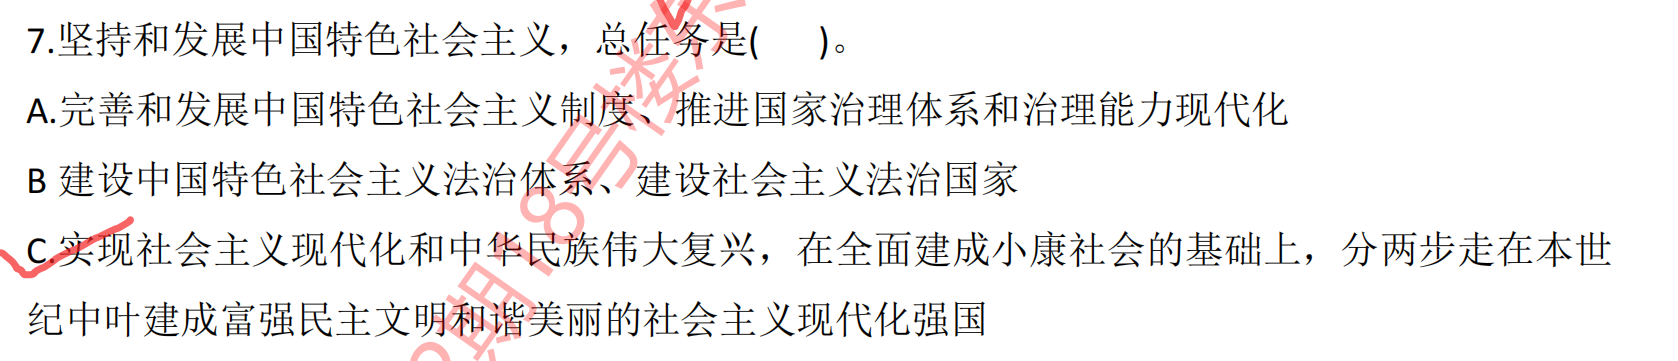 7.坚持和发展中国特色社会主义，总任务是(　　)。
A.完善和发展中国特色社会主义制度、推进国家治理体系和治理能力现代化
B 建设中国特色社会主义法治体系、建设社会主义法治国家
C.实现社会主义现代化和中华民族伟大复兴，在全面建成小康社会的基础上，分两步走在本世
纪中叶建成富强民主文明和谐美丽的社会主义现代化强国
期18号楼